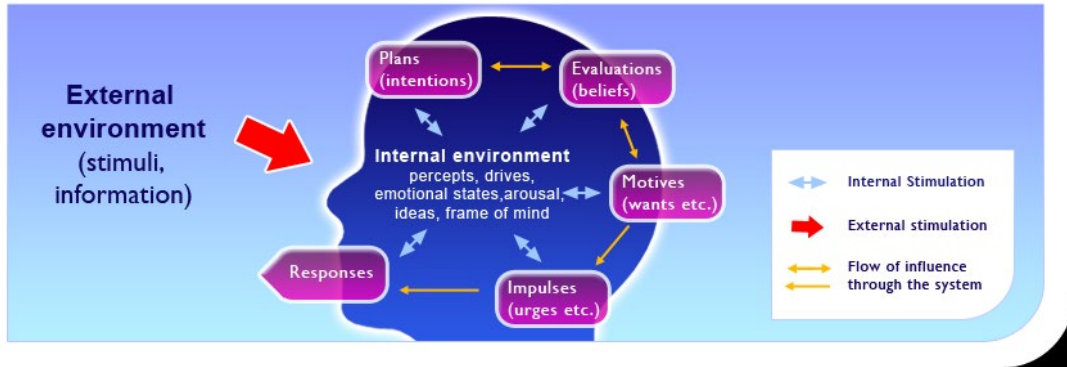 External
environment
(stimuli,
information)
Plans
(intentions)
Evaluations
(beliefs)
Internal environment
percepts, drives,
emotional states,arousal,
ideas, frame of mind
Motives
(wants etc.)
Responses
Impulses
(urges etc.)
Internal Stimulation
External stimulation
Flow of influence
through the system